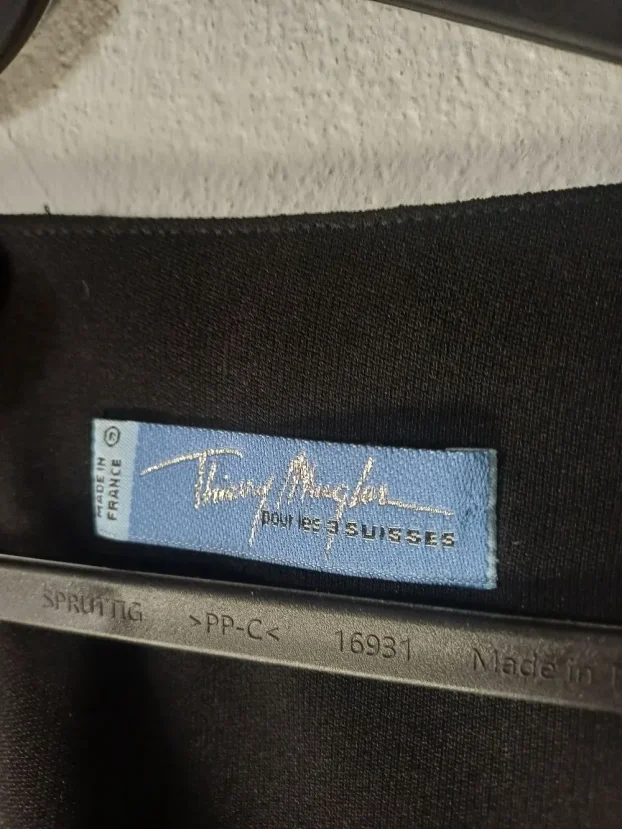 MADE IN
FRANCE
©
Thierry Mugler
pour les 3 SUISSES
SPRUTTIG >PP-C< 16931 Made in